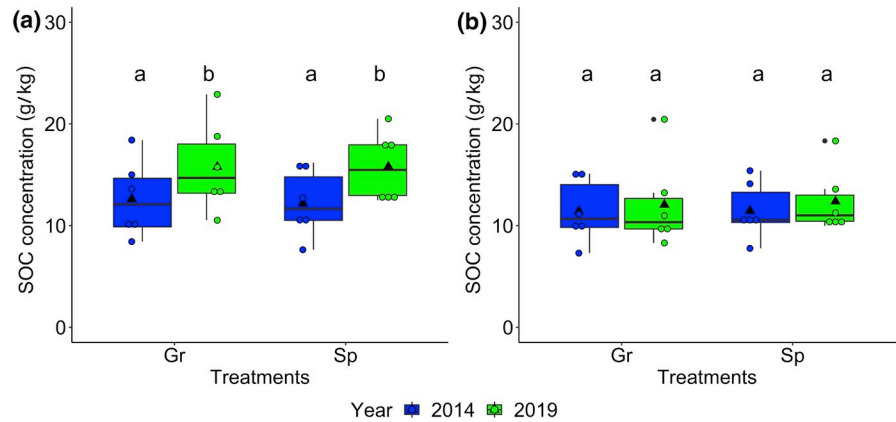 (a)
SOC concentration (g/kg)
30
20
10
0
a b a b
Gr Sp
Treatments
(b)
SOC concentration (g/kg)
30
20
10
0
a a a a
Gr Sp
Treatments
Year 2014 2019